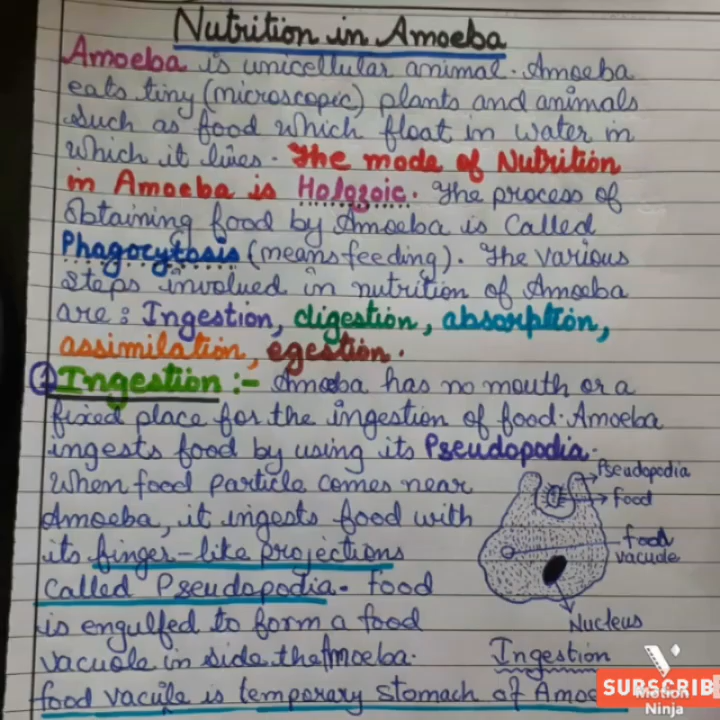 Nutrition in Amoeba
Amoeba is unicellular animal. Amoeba
eats tiny (microscopic) plants and animals
such as food which float in water in
which it lives. The mode of Nutrition
in Amoeba is Holozoic. The process of
obtaining food by Amoeba is called
Phagocytosis (means feeding). The various
steps involved in nutrition of Amoeba
are: Ingestion, digestion, absorption,
assimilation, egestion.
① Ingestion :- Amoeba has no mouth or a
fixed place for the ingestion of food. Amoeba
ingests food by using its Pseudopodia.
When food particle comes near
Amoeba, it ingests food with
its finger-like projections
called Pseudopodia. food
is engulfed to form a food
vacuole in side the Amoeba.
food vacule is temporary stomach of Amoe
Pseudopodia
food
food
vacuole
Nucleus
Ingestion
SUBSCRIB
Motion
Ninja